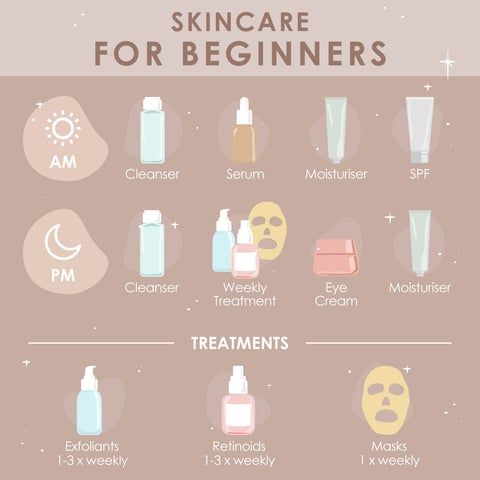 SKINCARE
FOR BEGINNERS
AM
Cleanser
Serum
Moisturiser
SPF
PM
Cleanser
Weekly
Treatment
Eye
Cream
Moisturiser
TREATMENTS
Exfoliants
1-3 x weekly
Retinoids
1-3 x weekly
Masks
1 x weekly